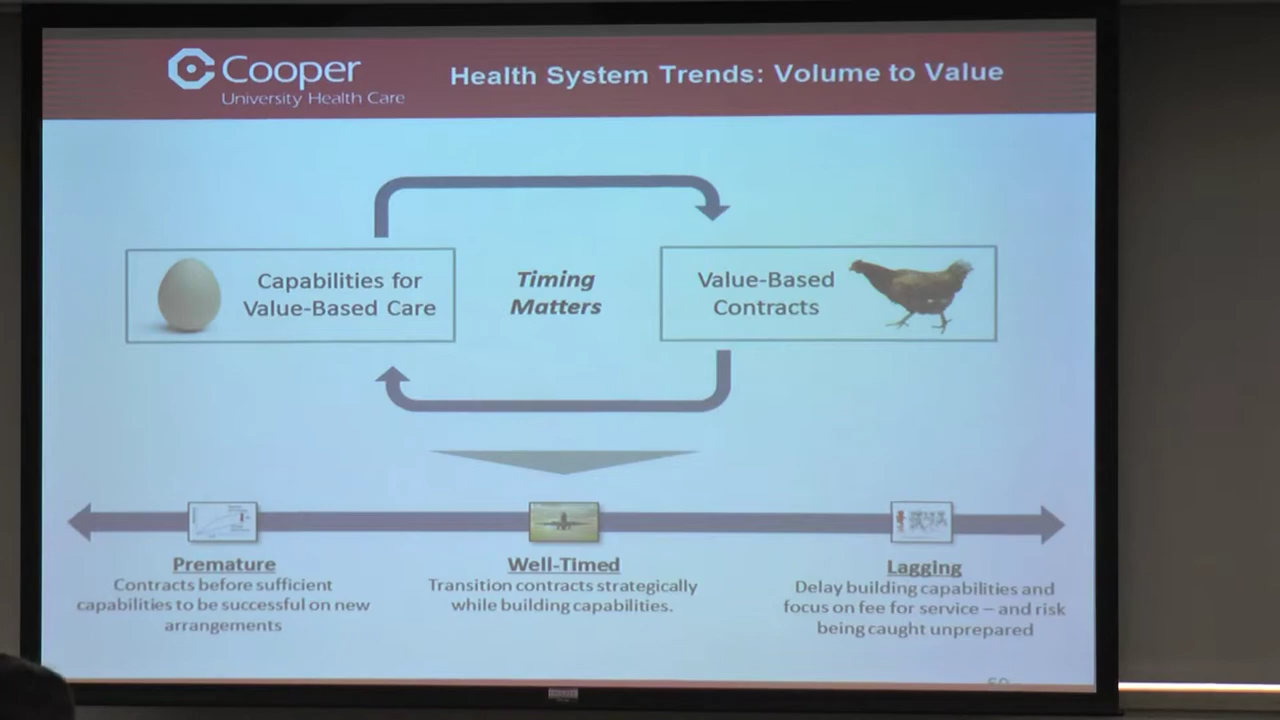 Cooper
University Health Care
Health System Trends: Volume to Value
Capabilities for
Value-Based Care
Timing
Matters
Value-Based
Contracts
Premature
Contracts before sufficient
capabilities to be successful on new
arrangements
Well-Timed
Transition contracts strategically
while building capabilities.
Lagging
Delay building capabilities and
focus on fee for service – and risk
being caught unprepared